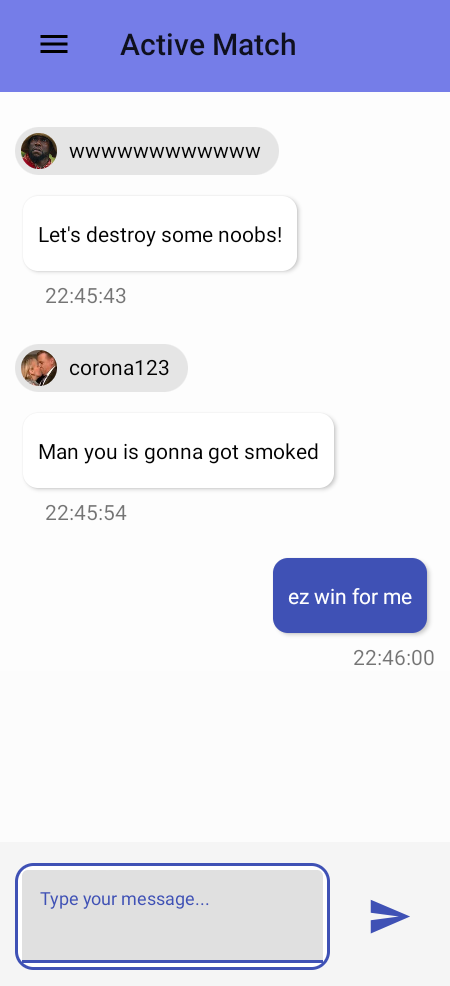 Active Match
wwwwwwwwwwww
Let's destroy some noobs!
22:45:43
corona123
Man you is gonna got smoked
22:45:54
ez win for me
22:46:00
Type your message...